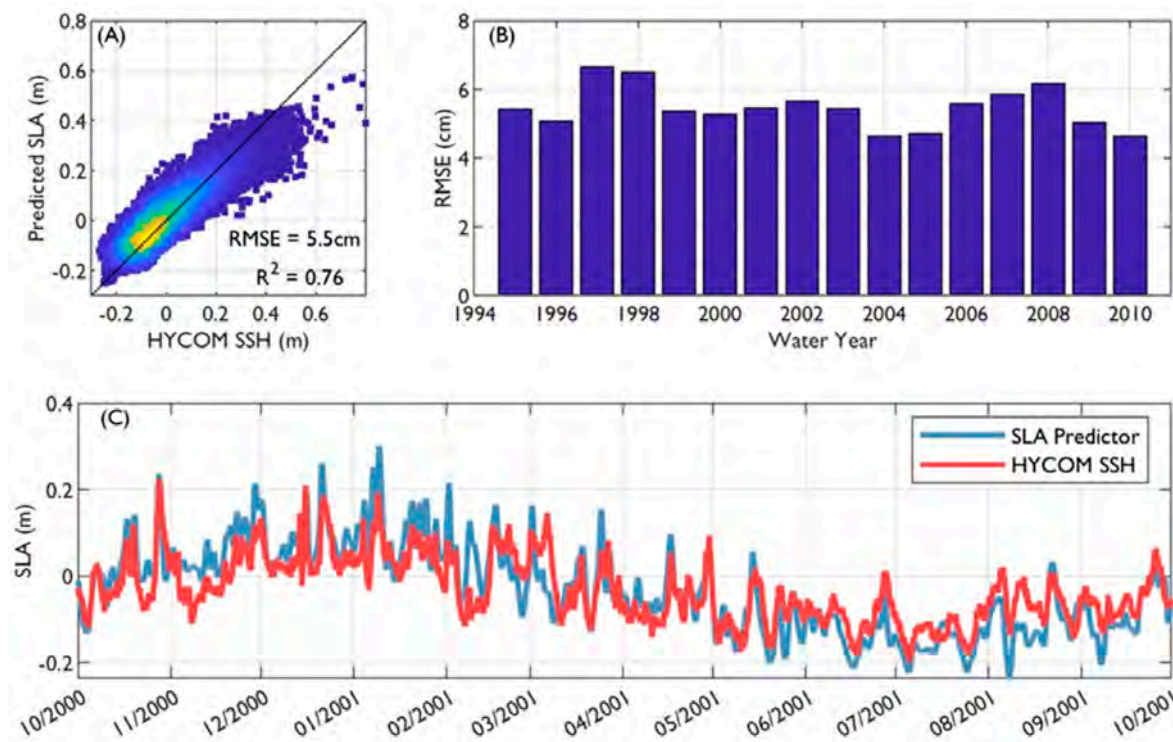 (A)
0.8
0.6
0.4
0.2
0
-0.2
Predicted SLA (m)
RMSE = 5.5cm
R² = 0.76
-0.2 0 0.2 0.4 0.6
HYCOM SSH (m)
(B)
8
6
4
2
0
RMSE (cm)
1994 1996 1998 2000 2002 2004 2006 2008 2010
Water Year
(C)
0.4
0.2
0
-0.2
SLA (m)
SLA Predictor
HYCOM SSH
10/2000 11/2000 12/2000 01/2001 02/2001 03/2001 04/2001 05/2001 06/2001 07/2001 08/2001 09/2001 10/2001